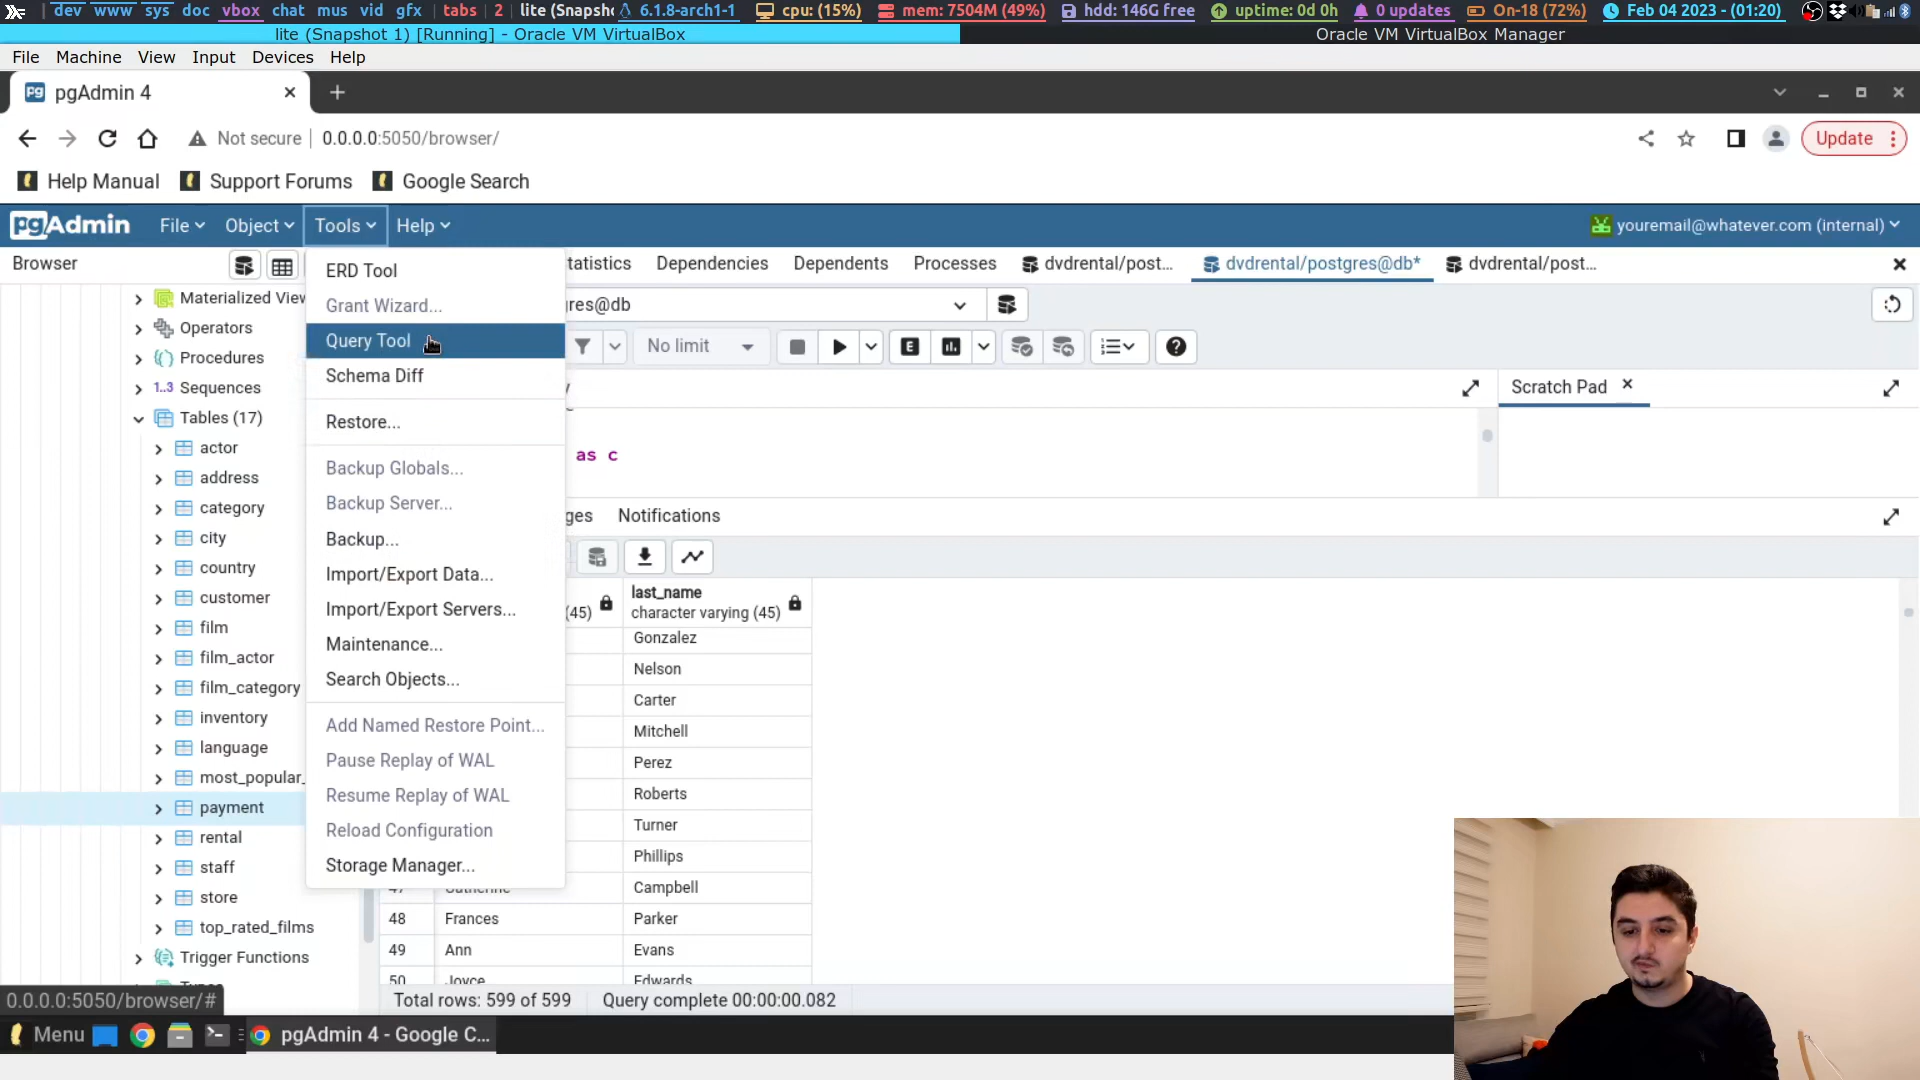 dev www sys doc vbox chat mus vid gfx tabs 2 lite (Snapsh 6.1.8-arch1-1 cpu: (15%) mem: 7504M (49%) hdd: 146G free uptime: 0d 0h 0 updates On-18 (72%) Feb 04 2023 - (01:20)
lite (Snapshot 1) [Running] - Oracle VM VirtualBox Oracle VM VirtualBox Manager
File Machine View Input Devices Help
pgAdmin 4
Not secure 0.0.0.0:5050/browser/ Update
Help Manual Support Forums Google Search
pgAdmin File Object Tools Help youremail@whatever.com (internal)
Browser tatistics Dependencies Dependents Processes dvdrental/post... dvdrental/postgres@db* dvdrental/post...
ERD Tool
Grant Wizard...
Query Tool
Schema Diff
Restore...
Backup Globals...
Backup Server...
Backup...
Import/Export Data...
Import/Export Servers...
Maintenance...
Search Objects...
Add Named Restore Point...
Pause Replay of WAL
Resume Replay of WAL
Reload Configuration
Storage Manager...
Materialized View
Operators
Procedures
1..3 Sequences
Tables (17)
actor
address
category
city
country
customer
film
film_actor
film_category
inventory
language
most_popular_
payment
rental
staff
store
top_rated_films
Trigger Functions
gres@db
No limit
E
y
Scratch Pad
as c
ges Notifications
(45)
last_name
character varying (45)
Gonzalez
Nelson
Carter
Mitchell
Perez
Roberts
Turner
Phillips
47 Catherine Campbell
48 Frances Parker
49 Ann Evans
50 Joyce Edwards
Total rows: 599 of 599 Query complete 00:00:00.082
0.0.0.0:5050/browser/#
Menu pgAdmin 4 - Google C...